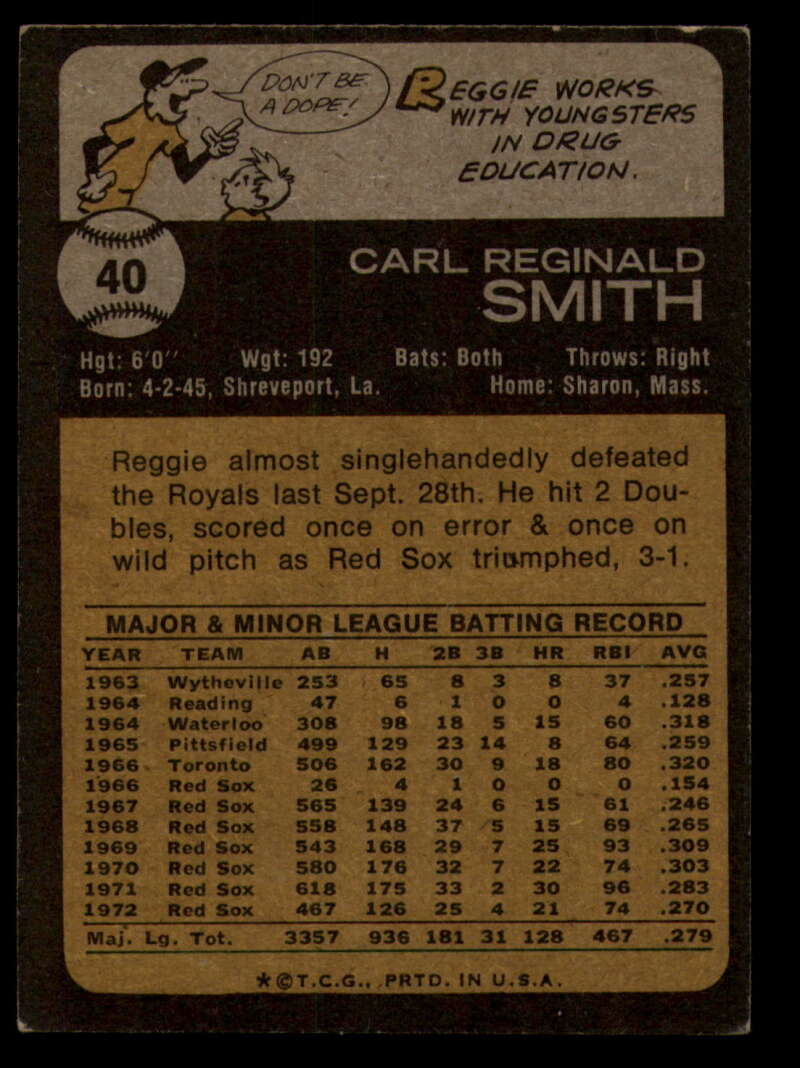 DON'T BE
A DOPE!
REGGIE WORKS
WITH YOUNGSTERS
IN DRUG
EDUCATION.
40
CARL REGINALD
SMITH
Hgt: 6'0" Wgt: 192 Bats: Both Throws: Right
Born: 4-2-45, Shreveport, La. Home: Sharon, Mass.
Reggie almost singlehandedly defeated
the Royals last Sept. 28th. He hit 2 Dou-
bles, scored once on error & once on
wild pitch as Red Sox triumphed, 3-1.
MAJOR & MINOR LEAGUE BATTING RECORD
YEAR TEAM AB H 2B 3B HR RBI AVG
1963 Wytheville 253 65 8 3 8 37 .257
1964 Reading 47 6 1 0 0 4 .128
1964 Waterloo 308 98 18 5 15 60 .318
1965 Pittsfield 499 129 23 14 8 64 .259
1966 Toronto 506 162 30 9 18 80 .320
1966 Red Sox 26 4 1 0 0 0 .154
1967 Red Sox 565 139 24 6 15 61 .246
1968 Red Sox 558 148 37 5 15 69 .265
1969 Red Sox 543 168 29 7 25 93 .309
1970 Red Sox 580 176 32 7 22 74 .303
1971 Red Sox 618 175 33 2 30 96 .283
1972 Red Sox 467 126 25 4 21 74 .270
Maj. Lg. Tot. 3357 936 181 31 128 467 .279
*©T.C.G., PRTD. IN U.S.A.